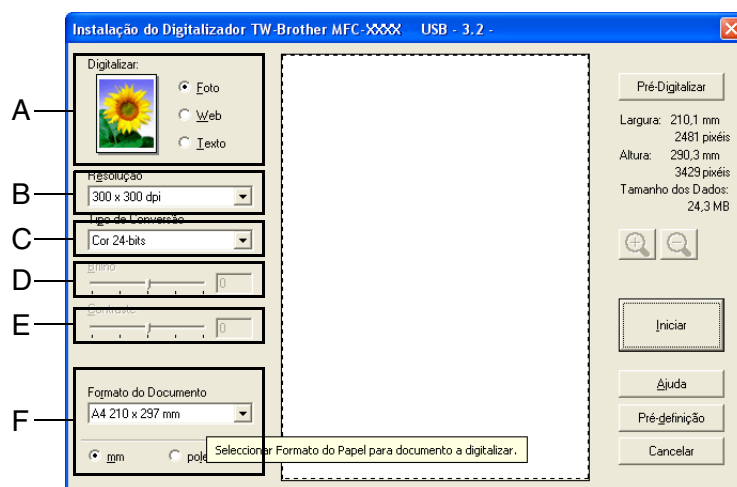 Instalação do Digitalizador TW-Brother MFC-XXXX USB - 3.2 -
Digitalizar:
A
Foto
Web
Texto
B
Resolução
300 x 300 dpi
C
Tipo de Conversão
Cor 24-bits
D
Brilho
0
E
Contraste
0
F
Formato do Documento
A4 210 x 297 mm
mm
Seleccionar Formato do Papel para documento a digitalizar.
Pré-Digitalizar
Largura: 210,1 mm
2481 pixéis
Altura: 290,3 mm
3429 pixéis
Tamanho dos Dados:
24,3 MB
Iniciar
Ajuda
Pré-definição
Cancelar